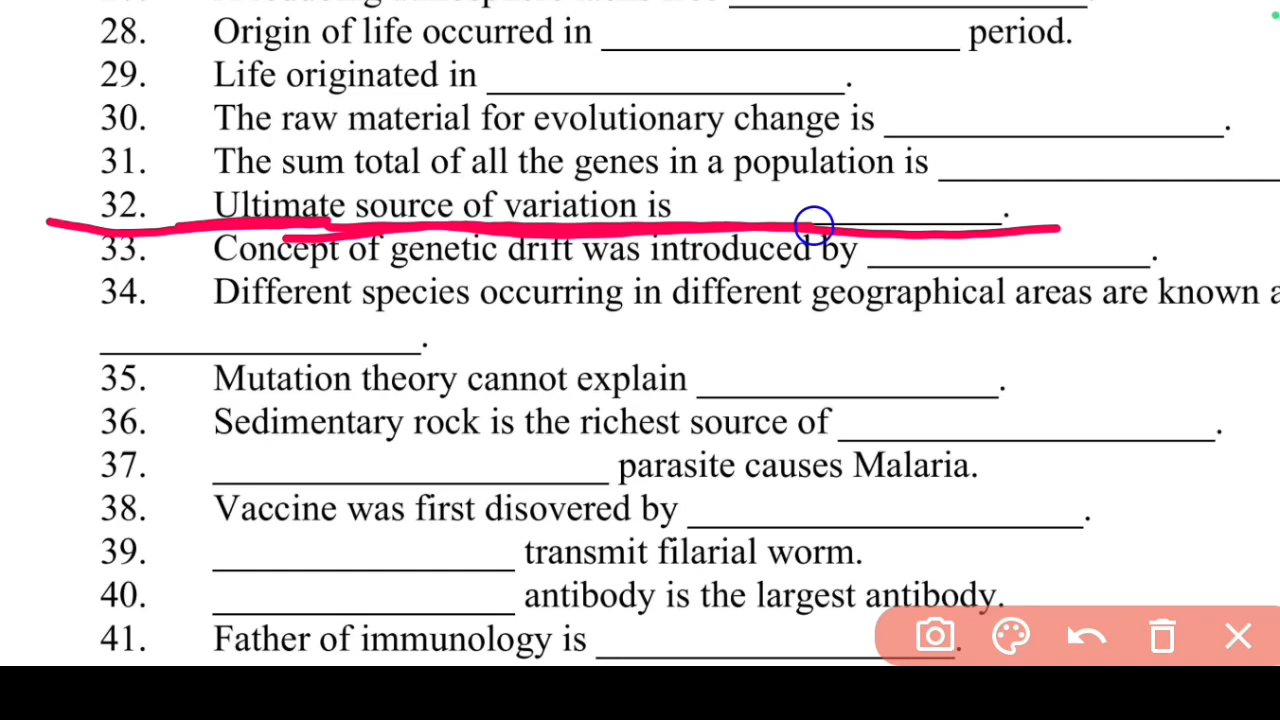 28. Origin of life occurred in ____________________ period.
29. Life originated in ____________________.
30. The raw material for evolutionary change is ____________________.
31. The sum total of all the genes in a population is ____________________
32. Ultimate source of variation is ____________________.
33. Concept of genetic drift was introduced by ________________.
34. Different species occurring in different geographical areas are known
__________________.
35. Mutation theory cannot explain _________________.
36. Sedimentary rock is the richest source of _____________________.
37. ______________________ parasite causes Malaria.
38. Vaccine was first disovered by ______________________.
39. _________________ transmit filarial worm.
40. _________________ antibody is the largest antibody.
41. Father of immunology is ____________________.